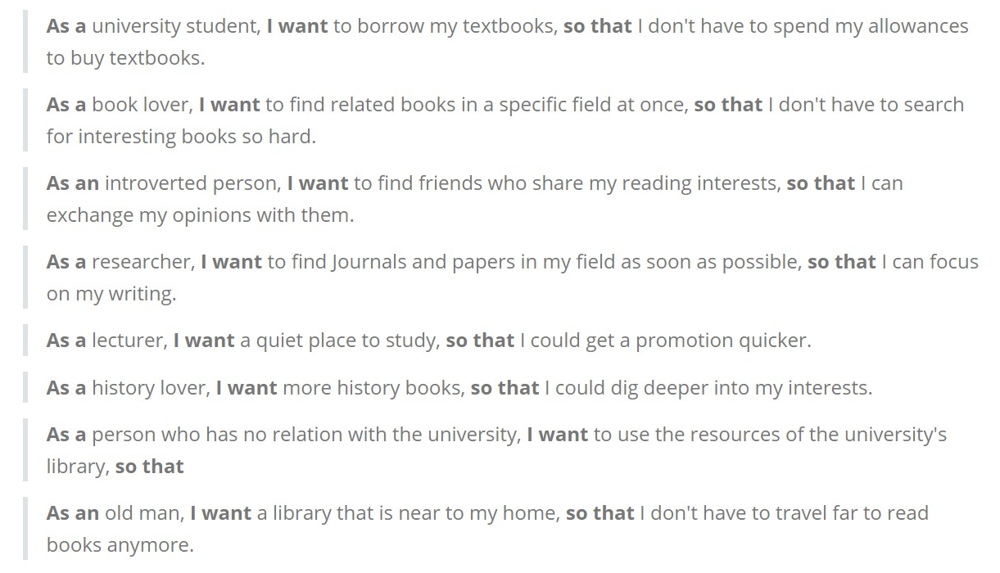 As a university student, I want to borrow my textbooks, so that I don't have to spend my allowances
to buy textbooks.
As a book lover, I want to find related books in a specific field at once, so that I don't have to search
for interesting books so hard.
As an introverted person, I want to find friends who share my reading interests, so that I can
exchange my opinions with them.
As a researcher, I want to find Journals and papers in my field as soon as possible, so that I can focus
on my writing.
As a lecturer, I want a quiet place to study, so that I could get a promotion quicker.
As a history lover, I want more history books, so that I could dig deeper into my interests.
As a person who has no relation with the university, I want to use the resources of the university's
library, so that
As an old man, I want a library that is near to my home, so that I don't have to travel far to read
books anymore.